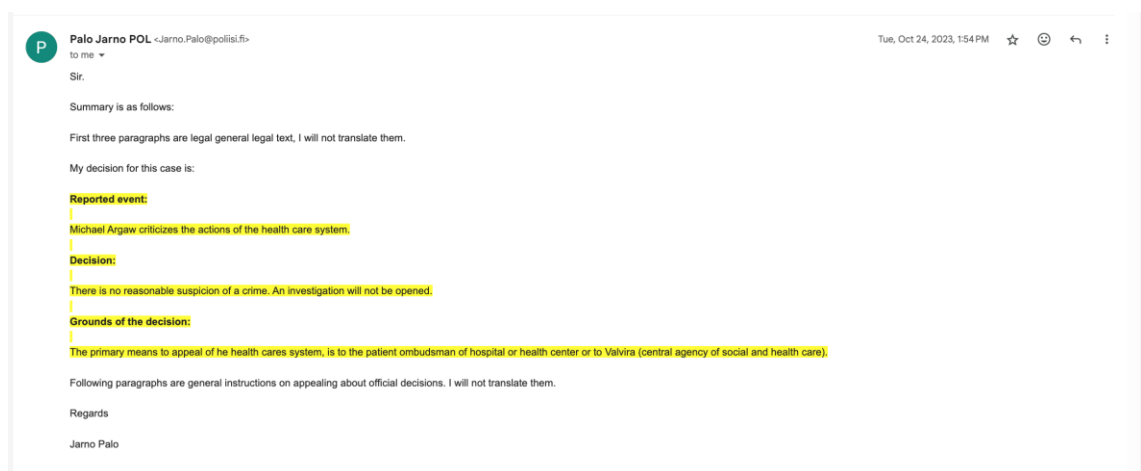 P
Palo Jarno POL <Jarno.Palo@poliisi.fi>
Tue, Oct 24, 2023, 1:54 PM
to me
Sir.
Summary is as follows:
First three paragraphs are legal general legal text, I will not translate them.
My decision for this case is:
Reported event:
Michael Argaw criticizes the actions of the health care system.
Decision:
There is no reasonable suspicion of a crime. An investigation will not be opened.
Grounds of the decision:
The primary means to appeal of he health cares system, is to the patient ombudsman of hospital or health center or to Valvira (central agency of social and health care).
Following paragraphs are general instructions on appealing about official decisions. I will not translate them.
Regards
Jarno Palo